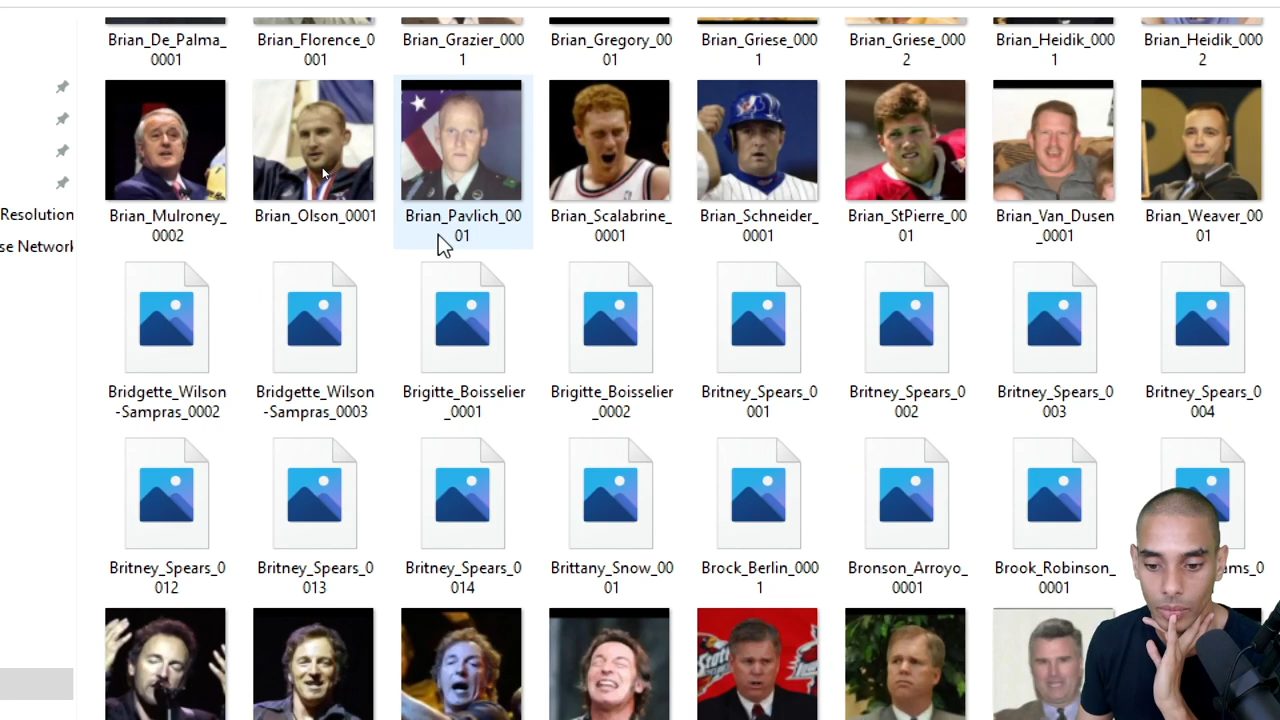 Brian_De_Palma_
0001
Brian_Florence_0
001
Brian_Grazier_000
1
Brian_Gregory_00
01
Brian_Griese_000
1
Brian_Griese_000
2
Brian_Heidik_000
1
Brian_Heidik_000
2
Brian_Mulroney_
0002
Brian_Olson_0001
Brian_Pavlich_00
01
Brian_Scalabrine_
0001
Brian_Schneider_
0001
Brian_StPierre_00
01
Brian_Van_Dusen
_0001
Brian_Weaver_00
01
Resolution
se Network
Bridgette_Wilson
-Sampras_0002
Bridgette_Wilson
-Sampras_0003
Brigitte_Boisselier
_0001
Brigitte_Boisselier
_0002
Britney_Spears_0
001
Britney_Spears_0
002
Britney_Spears_0
003
Britney_Spears_0
004
Britney_Spears_0
012
Britney_Spears_0
013
Britney_Spears_0
014
Brittany_Snow_00
01
Brock_Berlin_000
1
Bronson_Arroyo_
0001
Brook_Robinson_
0001
ams_0